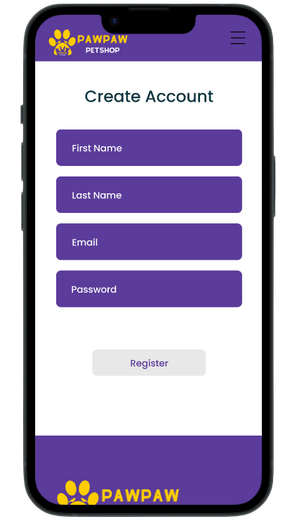 PAWPAW
PETSHOP
Create Account
First Name
Last Name
Email
Password
Register
PAWPAW